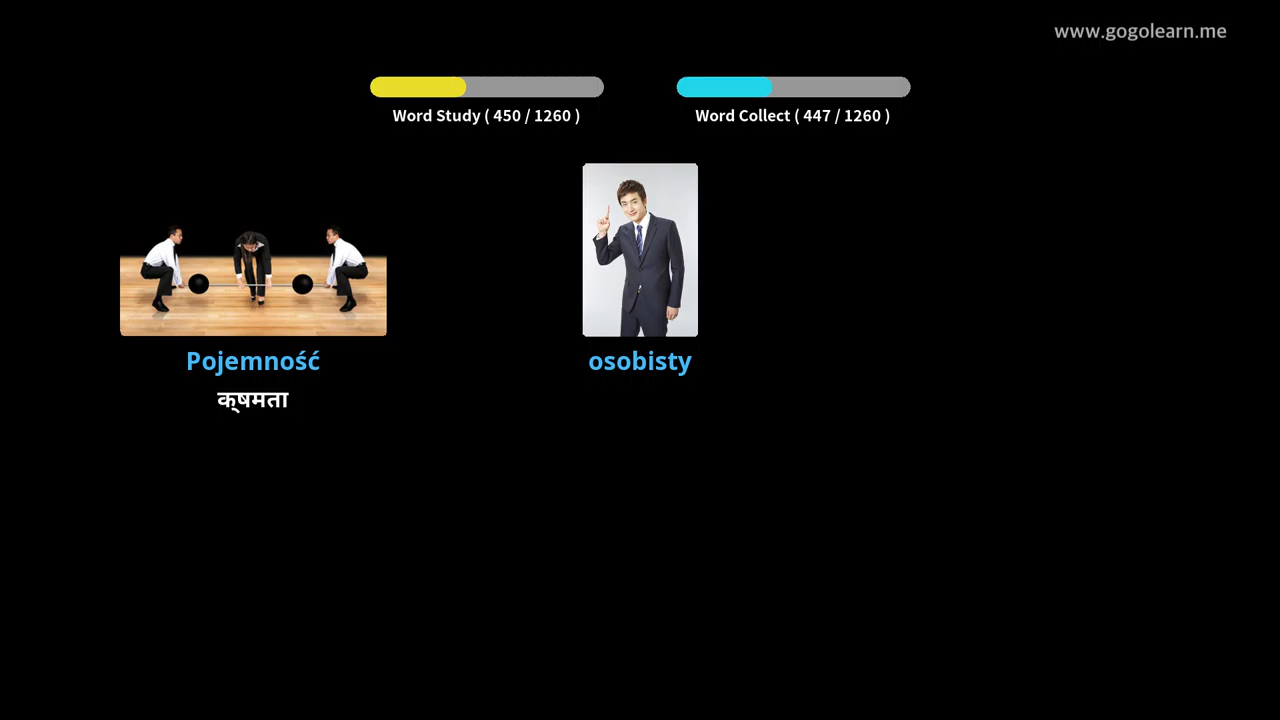 www.gogolearn.me
Word Study ( 450 / 1260 )
Word Collect ( 447 / 1260 )
Pojemność
osobisty
क्षमता